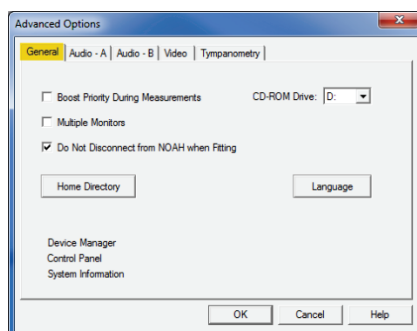 Advanced Options
General Audio - A Audio - B Video Tympanometry
Boost Priority During Measurements CD-ROM Drive: D:
Multiple Monitors
Do Not Disconnect from NOAH when Fitting
Home Directory Language
Device Manager
Control Panel
System Information
OK Cancel Help